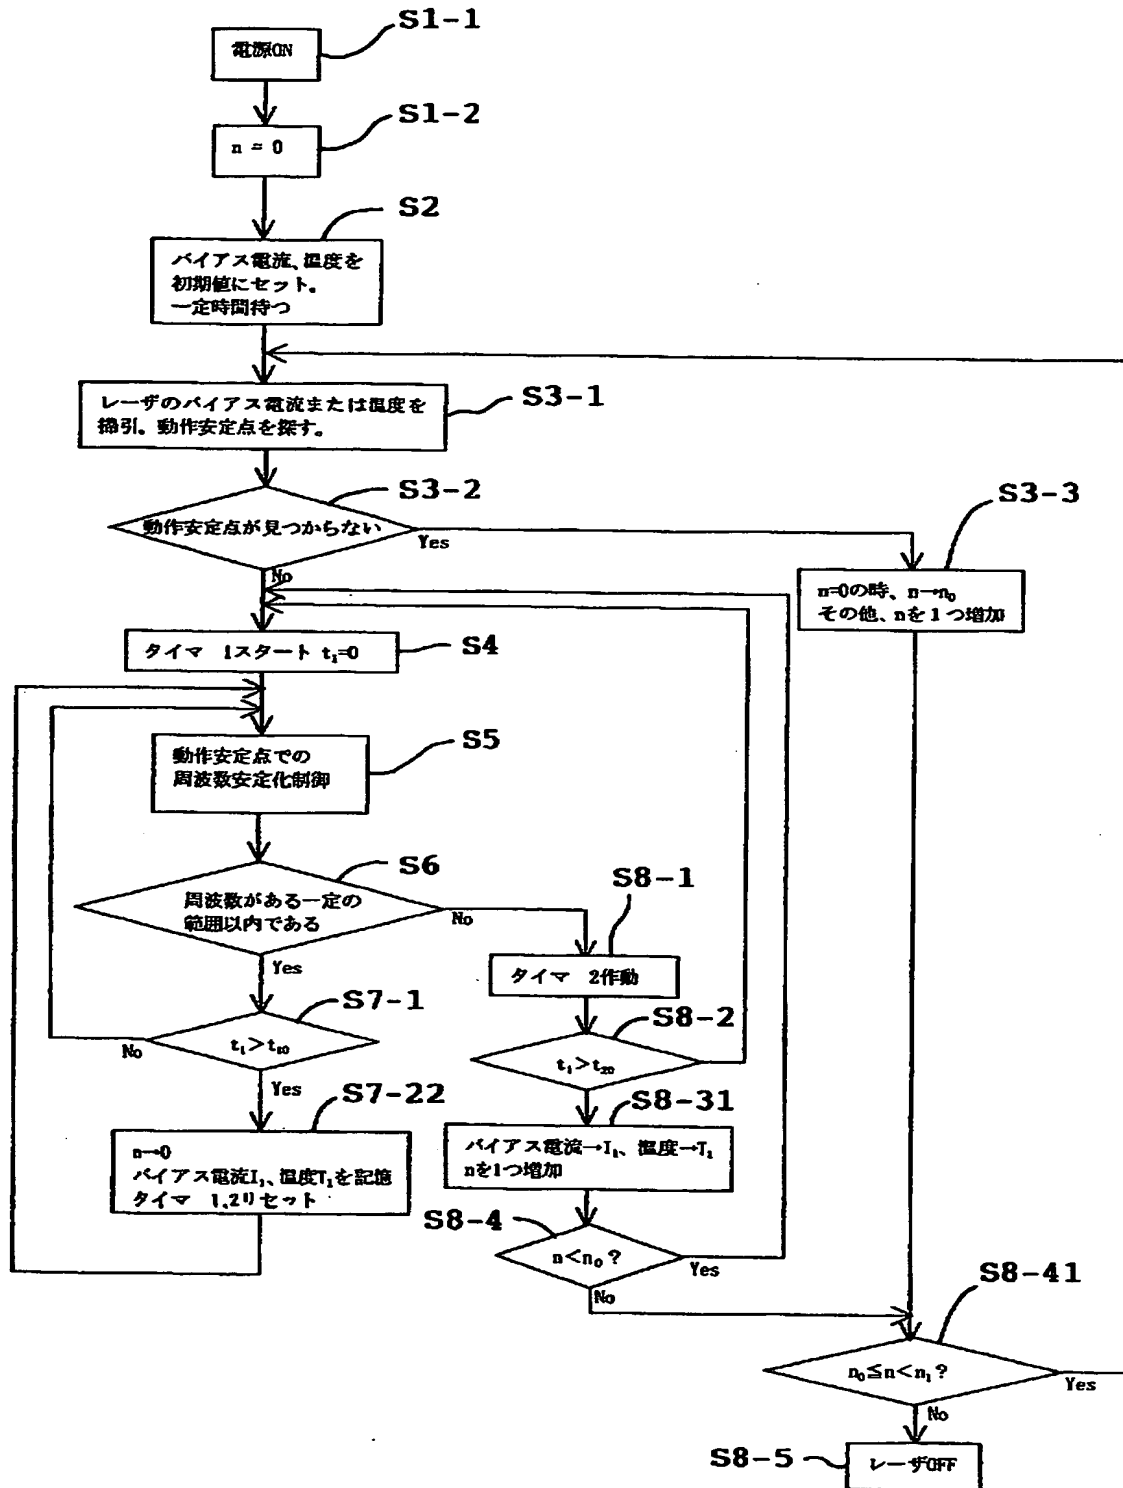 S1-1
電源ON
S1-2
n = 0
S2
バイアス電流、温度を
初期値にセット。
一定時間待つ
S3-1
レーザのバイアス電流または温度を
掃引。動作安定点を探す。
S3-2
動作安定点が見つからない
Yes
No
S3-3
n=0の時、n→n₀
その他、nを1つ増加
S4
タイマ 1スタート t₁=0
S5
動作安定点での
周波数安定化制御
S6
周波数がある一定の
範囲以内である
No
Yes
S8-1
タイマ 2作動
S7-1
t₁>t₁₀
No
Yes
S8-2
t₁>t₂₀
S7-22
n→0
バイアス電流I₁、温度T₁を記憶
タイマ 1,2リセット
S8-31
バイアス電流→I₁、温度→T₁
nを1つ増加
S8-4
n<n₀?
Yes
No
S8-41
n₀≦n<n₁?
Yes
No
S8-5
レーザOFF